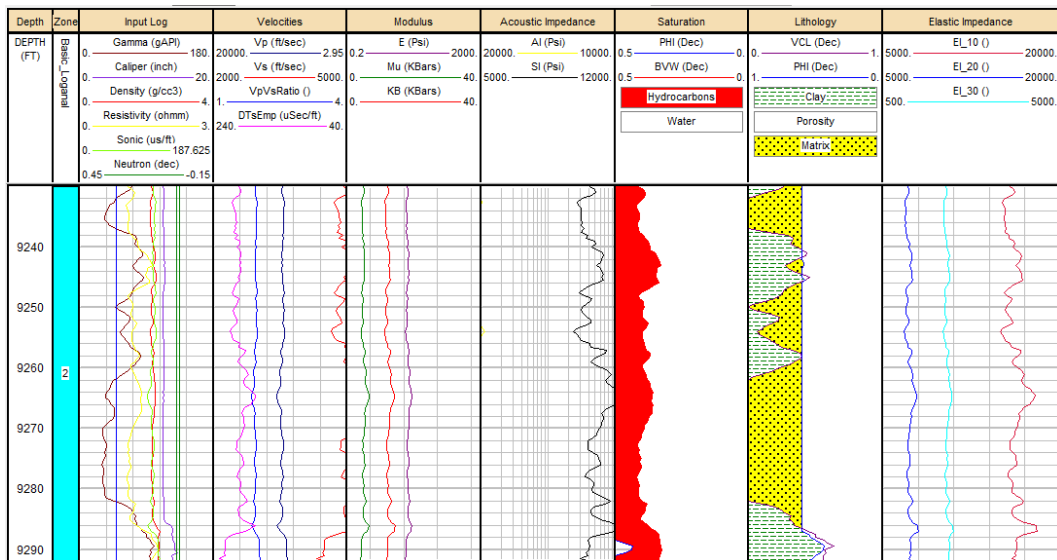 Depth Zone Input Log Velocities Modulus Acoustic Impedance Saturation Lithology Elastic Impedance
DEPTH
(FT)
Basic_Loganal
Gamma (gAPI)
0. 180.
Caliper (inch)
0. 20.
Density (g/cc3)
0. 4.
Resistivity (ohmm)
0. 3.
Sonic (us/ft)
0. 187.625
Neutron (dec)
0.45 -0.15
Vp (ft/sec)
20000. 2.95
Vs (ft/sec)
2000. 5000.
VpVsRatio ()
1. 4.
DTsEmp (uSec/ft)
240. 40.
E (Psi)
0.2 2000.
Mu (KBars)
0. 40.
KB (KBars)
0. 40.
AI (Psi)
20000. 10000.
SI (Psi)
5000. 12000.
PHI (Dec)
0.5 0.
BVW (Dec)
0.5 0.
Hydrocarbons
Water
VCL (Dec)
0. 1.
PHI (Dec)
1. 0.
Clay
Porosity
Matrix
EI_10 ()
5000. 20000.
EI_20 ()
5000. 20000.
EI_30 ()
500. 5000.
9240
9250
9260
2
9270
9280
9290